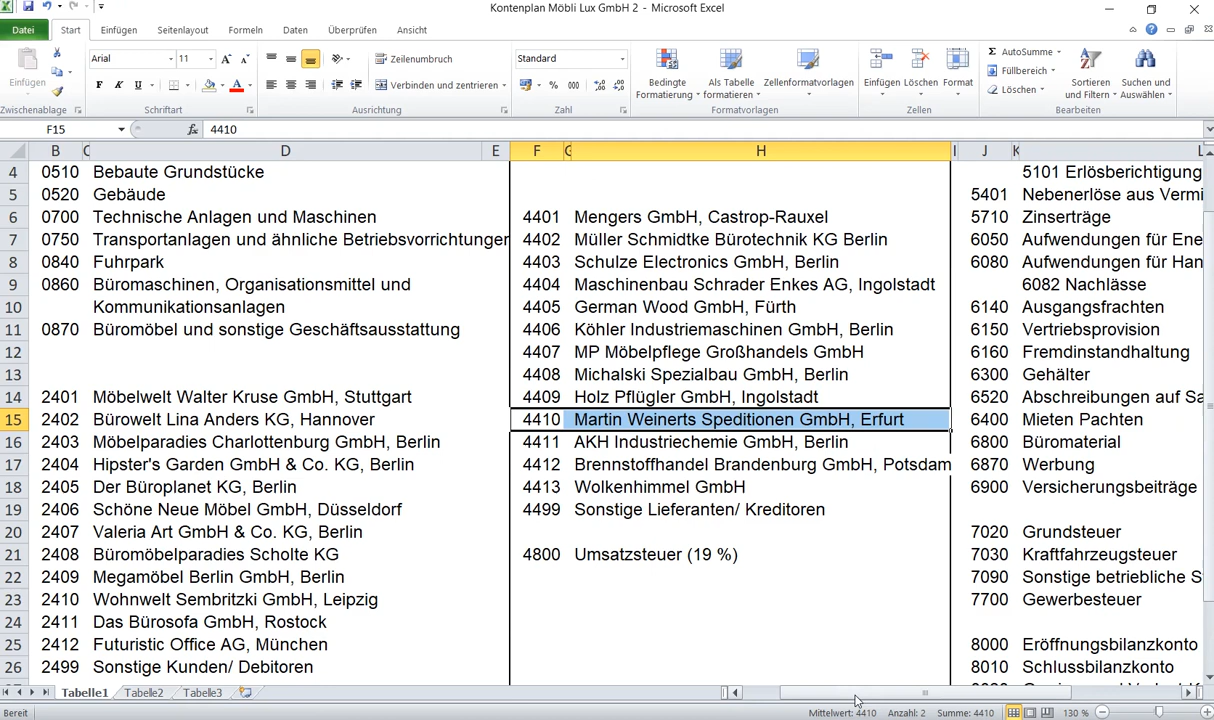 Kontenplan Möbli Lux GmbH 2 - Microsoft Excel
Datei Start Einfügen Seitenlayout Formeln Daten Überprüfen Ansicht
Einfügen Arial 11 A A Zeilenumbruch Standard Bedingte Formatierung Als Tabelle formatieren Zellenformatvorlagen Einfügen Löschen Format Σ AutoSumme Füllbereich Löschen Sortieren und Filtern Suchen und Auswählen
F K U A Verbinden und zentrieren % 000
Zwischenablage Schriftart Ausrichtung Zahl Formatvorlagen Zellen Bearbeiten
F15 fx 4410
B C D E F G H I J K L
4 0510 Bebaute Grundstücke 5101 Erlösberichtigung
5 0520 Gebäude 5401 Nebenerlöse aus Vermi
6 0700 Technische Anlagen und Maschinen 4401 Mengers GmbH, Castrop-Rauxel 5710 Zinserträge
7 0750 Transportanlagen und ähnliche Betriebsvorrichtungen 4402 Müller Schmidtke Bürotechnik KG Berlin 6050 Aufwendungen für Ene
8 0840 Fuhrpark 4403 Schulze Electronics GmbH, Berlin 6080 Aufwendungen für Han
9 0860 Büromaschinen, Organisationsmittel und 4404 Maschinenbau Schrader Enkes AG, Ingolstadt 6082 Nachlässe
10 Kommunikationsanlagen 4405 German Wood GmbH, Fürth 6140 Ausgangsfrachten
11 0870 Büromöbel und sonstige Geschäftsausstattung 4406 Köhler Industriemaschinen GmbH, Berlin 6150 Vertriebsprovision
12 4407 MP Möbelpflege Großhandels GmbH 6160 Fremdinstandhaltung
13 4408 Michalski Spezialbau GmbH, Berlin 6300 Gehälter
14 2401 Möbelwelt Walter Kruse GmbH, Stuttgart 4409 Holz Pflügler GmbH, Ingolstadt 6520 Abschreibungen auf Sa
15 2402 Bürowelt Lina Anders KG, Hannover 4410 Martin Weinerts Speditionen GmbH, Erfurt 6400 Mieten Pachten
16 2403 Möbelparadies Charlottenburg GmbH, Berlin 4411 AKH Industriechemie GmbH, Berlin 6800 Büromaterial
17 2404 Hipster's Garden GmbH & Co. KG, Berlin 4412 Brennstoffhandel Brandenburg GmbH, Potsdam 6870 Werbung
18 2405 Der Büroplanet KG, Berlin 4413 Wolkenhimmel GmbH 6900 Versicherungsbeiträge
19 2406 Schöne Neue Möbel GmbH, Düsseldorf 4499 Sonstige Lieferanten/ Kreditoren
20 2407 Valeria Art GmbH & Co. KG, Berlin 7020 Grundsteuer
21 2408 Büromöbelparadies Scholte KG 4800 Umsatzsteuer (19 %) 7030 Kraftfahrzeugsteuer
22 2409 Megamöbel Berlin GmbH, Berlin 7090 Sonstige betriebliche S
23 2410 Wohnwelt Sembritzki GmbH, Leipzig 7700 Gewerbesteuer
24 2411 Das Bürosofa GmbH, Rostock
25 2412 Futuristic Office AG, München 8000 Eröffnungsbilanzkonto
26 2499 Sonstige Kunden/ Debitoren 8010 Schlussbilanzkonto
Tabelle1 Tabelle2 Tabelle3
Bereit Mittelwert: 4410 Anzahl: 2 Summe: 4410 130 %